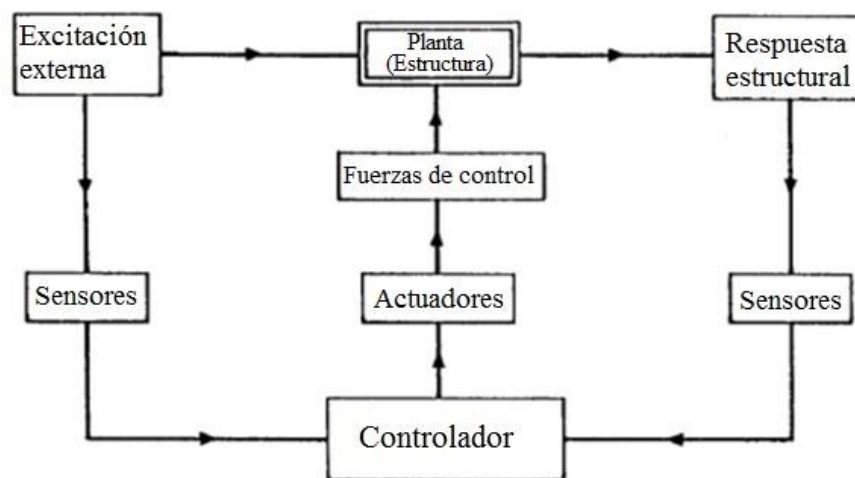 Excitación
externa
Planta
(Estructura)
Respuesta
estructural
Fuerzas de control
Sensores
Actuadores
Sensores
Controlador